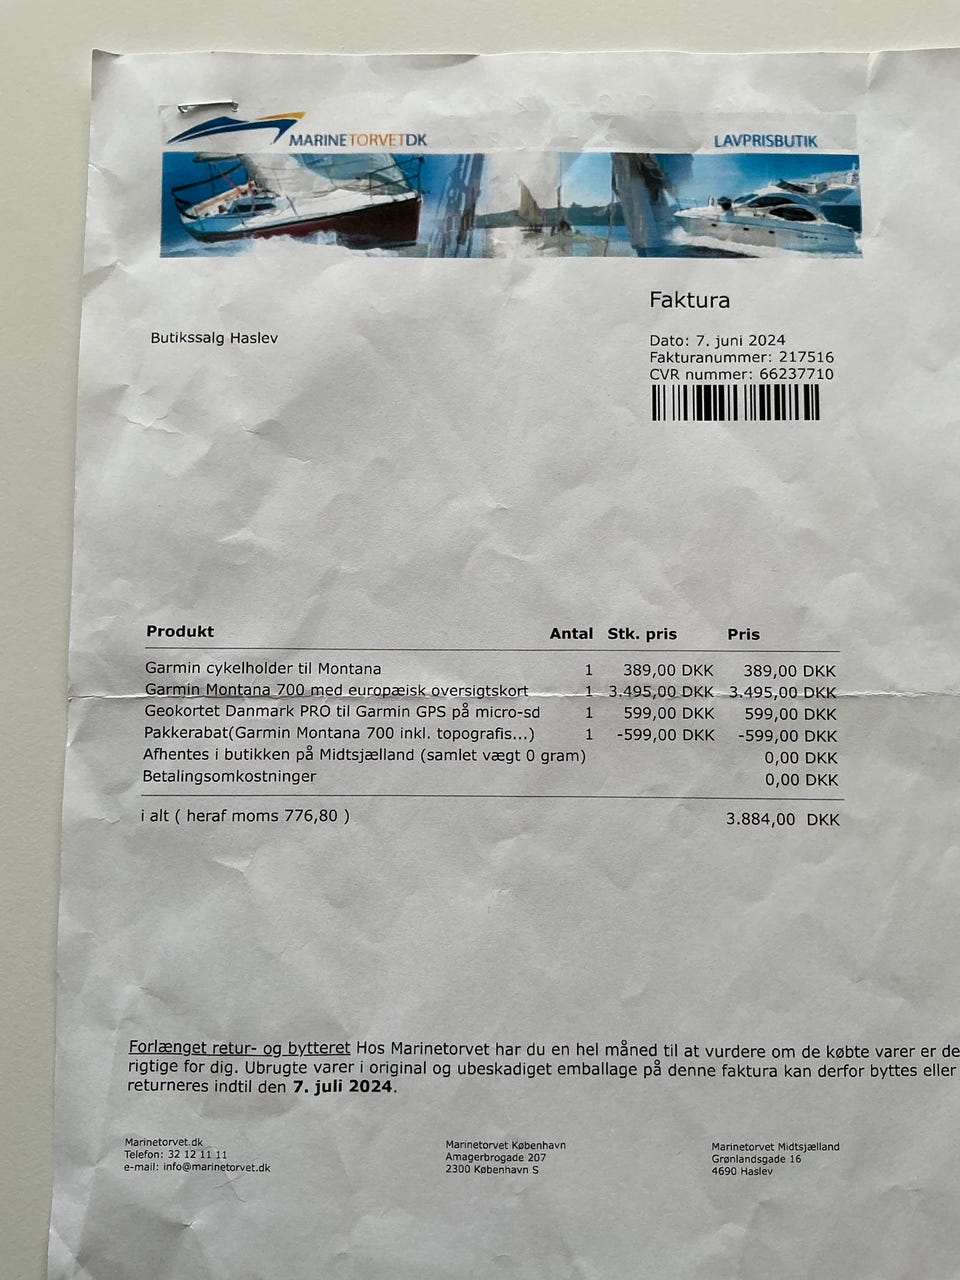 MARINETORVETDK
LAVPRISBUTIK
Faktura
Butikssalg Haslev
Dato: 7. juni 2024
Fakturanummer: 217516
CVR nummer: 66237710
Produkt Antal Stk. pris Pris
Garmin cykelholder til Montana 1 389,00 DKK 389,00 DKK
Garmin Montana 700 med europæisk oversigtskort 1 3.495,00 DKK 3.495,00 DKK
Geokortet Danmark PRO til Garmin GPS på micro-sd 1 599,00 DKK 599,00 DKK
Pakkerabat(Garmin Montana 700 inkl. topografis...) 1 -599,00 DKK -599,00 DKK
Afhentes i butikken på Midtsjælland (samlet vægt 0 gram) 0,00 DKK
Betalingsomkostninger 0,00 DKK
i alt ( heraf moms 776,80 ) 3.884,00 DKK
Forlænget retur- og bytteret Hos Marinetorvet har du en hel måned til at vurdere om de købte varer er de
rigtige for dig. Ubrugte varer i original og ubeskadiget emballage på denne faktura kan derfor byttes eller
returneres indtil den 7. juli 2024.
Marinetorvet.dk
Telefon: 32 12 11 11
e-mail: info@marinetorvet.dk
Marinetorvet København
Amagerbrogade 207
2300 København S
Marinetorvet Midtsjælland
Grønlandsgade 16
4690 Haslev